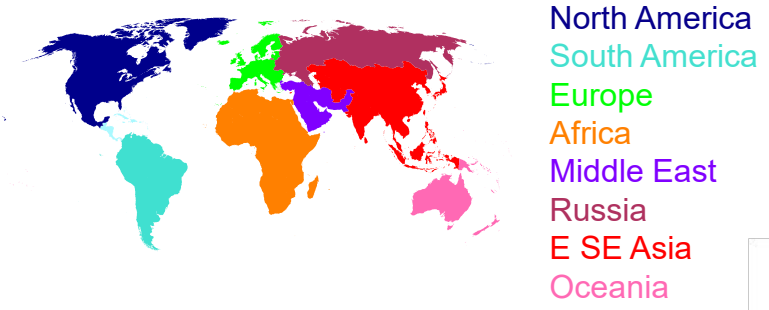 North America
South America
Europe
Africa
Middle East
Russia
E SE Asia
Oceania